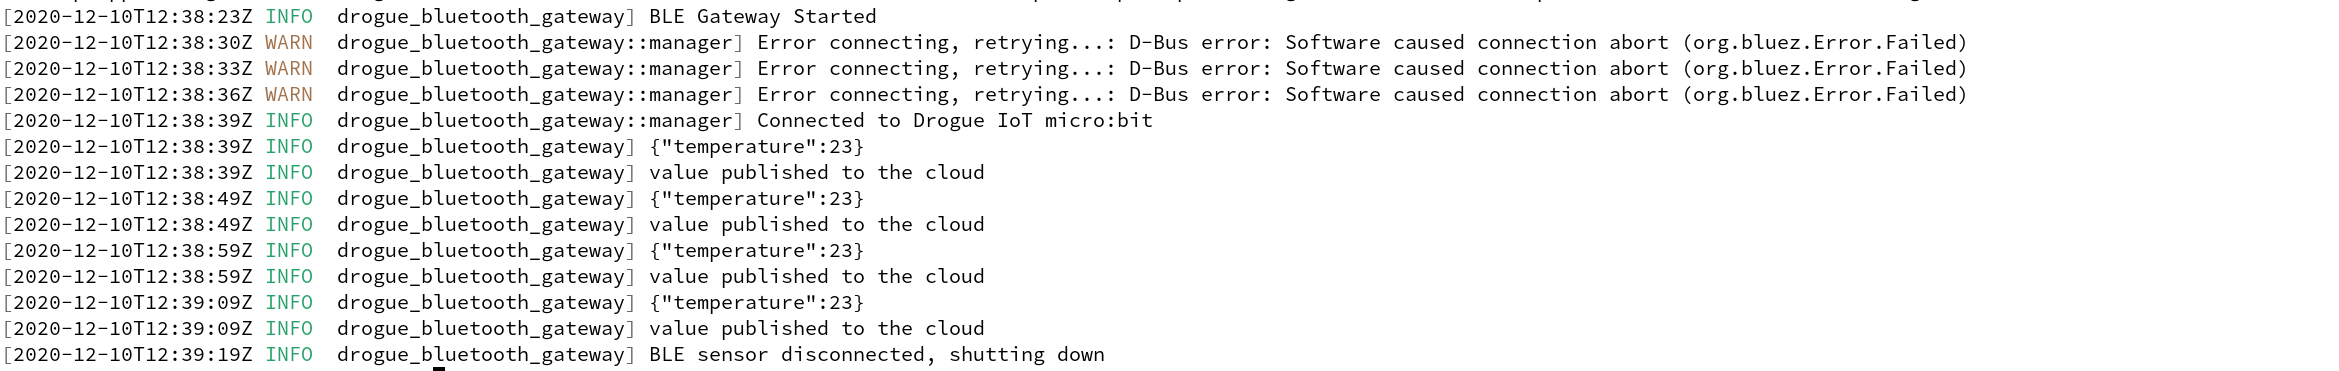 [2020-12-10T12:38:23Z INFO  drogue_bluetooth_gateway] BLE Gateway Started
[2020-12-10T12:38:30Z WARN  drogue_bluetooth_gateway::manager] Error connecting, retrying...: D-Bus error: Software caused connection abort (org.bluez.Error.Failed)
[2020-12-10T12:38:33Z WARN  drogue_bluetooth_gateway::manager] Error connecting, retrying...: D-Bus error: Software caused connection abort (org.bluez.Error.Failed)
[2020-12-10T12:38:36Z WARN  drogue_bluetooth_gateway::manager] Error connecting, retrying...: D-Bus error: Software caused connection abort (org.bluez.Error.Failed)
[2020-12-10T12:38:39Z INFO  drogue_bluetooth_gateway::manager] Connected to Drogue IoT micro:bit
[2020-12-10T12:38:39Z INFO  drogue_bluetooth_gateway] {"temperature":23}
[2020-12-10T12:38:39Z INFO  drogue_bluetooth_gateway] value published to the cloud
[2020-12-10T12:38:49Z INFO  drogue_bluetooth_gateway] {"temperature":23}
[2020-12-10T12:38:49Z INFO  drogue_bluetooth_gateway] value published to the cloud
[2020-12-10T12:38:59Z INFO  drogue_bluetooth_gateway] {"temperature":23}
[2020-12-10T12:38:59Z INFO  drogue_bluetooth_gateway] value published to the cloud
[2020-12-10T12:39:09Z INFO  drogue_bluetooth_gateway] {"temperature":23}
[2020-12-10T12:39:09Z INFO  drogue_bluetooth_gateway] value published to the cloud
[2020-12-10T12:39:19Z INFO  drogue_bluetooth_gateway] BLE sensor disconnected, shutting down